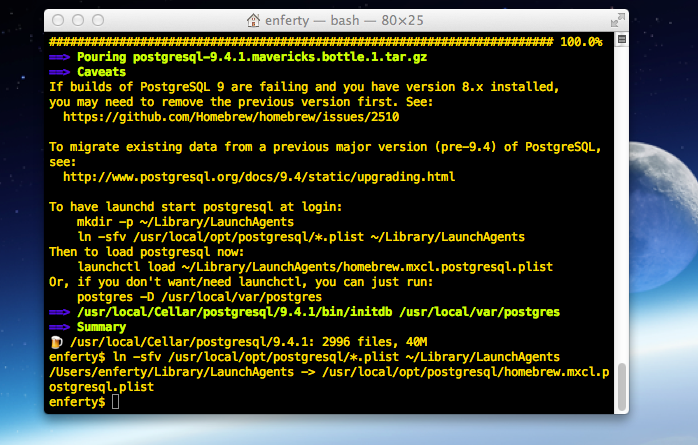 enferty — bash — 80×25
######################################################################## 100.0%
==> Pouring postgresql-9.4.1.mavericks.bottle.1.tar.gz
==> Caveats
If builds of PostgreSQL 9 are failing and you have version 8.x installed,
you may need to remove the previous version first. See:
  https://github.com/Homebrew/homebrew/issues/2510

To migrate existing data from a previous major version (pre-9.4) of PostgreSQL,
see:
  http://www.postgresql.org/docs/9.4/static/upgrading.html

To have launchd start postgresql at login:
    mkdir -p ~/Library/LaunchAgents
    ln -sfv /usr/local/opt/postgresql/*.plist ~/Library/LaunchAgents
Then to load postgresql now:
    launchctl load ~/Library/LaunchAgents/homebrew.mxcl.postgresql.plist
Or, if you don't want/need launchctl, you can just run:
    postgres -D /usr/local/var/postgres
==> /usr/local/Cellar/postgresql/9.4.1/bin/initdb /usr/local/var/postgres
==> Summary
🍺 /usr/local/Cellar/postgresql/9.4.1: 2996 files, 40M
enferty$ ln -sfv /usr/local/opt/postgresql/*.plist ~/Library/LaunchAgents
/Users/enferty/Library/LaunchAgents -> /usr/local/opt/postgresql/homebrew.mxcl.p
ostgresql.plist
enferty$